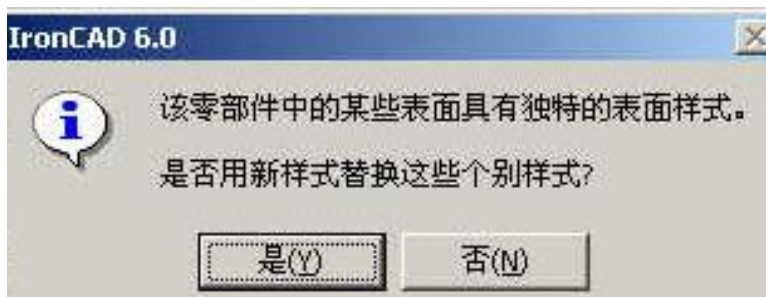 IronCAD 6.0
该零部件中的某些表面具有独特的表面样式。
是否用新样式替换这些个别样式?
是(Y)
否(N)